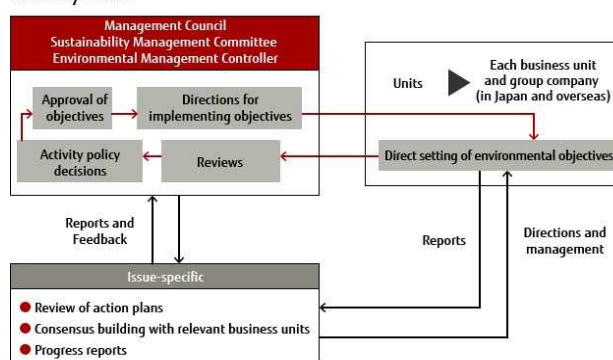 Management Council
Sustainability Management Committee
Environmental Management Controller
Approval of
objectives
Directions for
implementing objectives
Activity policy
decisions
Reviews
Units
Each business unit
and group company
(in Japan and overseas)
Direct setting of environmental objectives
Reports and
Feedback
Reports
Directions and
management
Issue-specific
Review of action plans
Consensus building with relevant business units
Progress reports